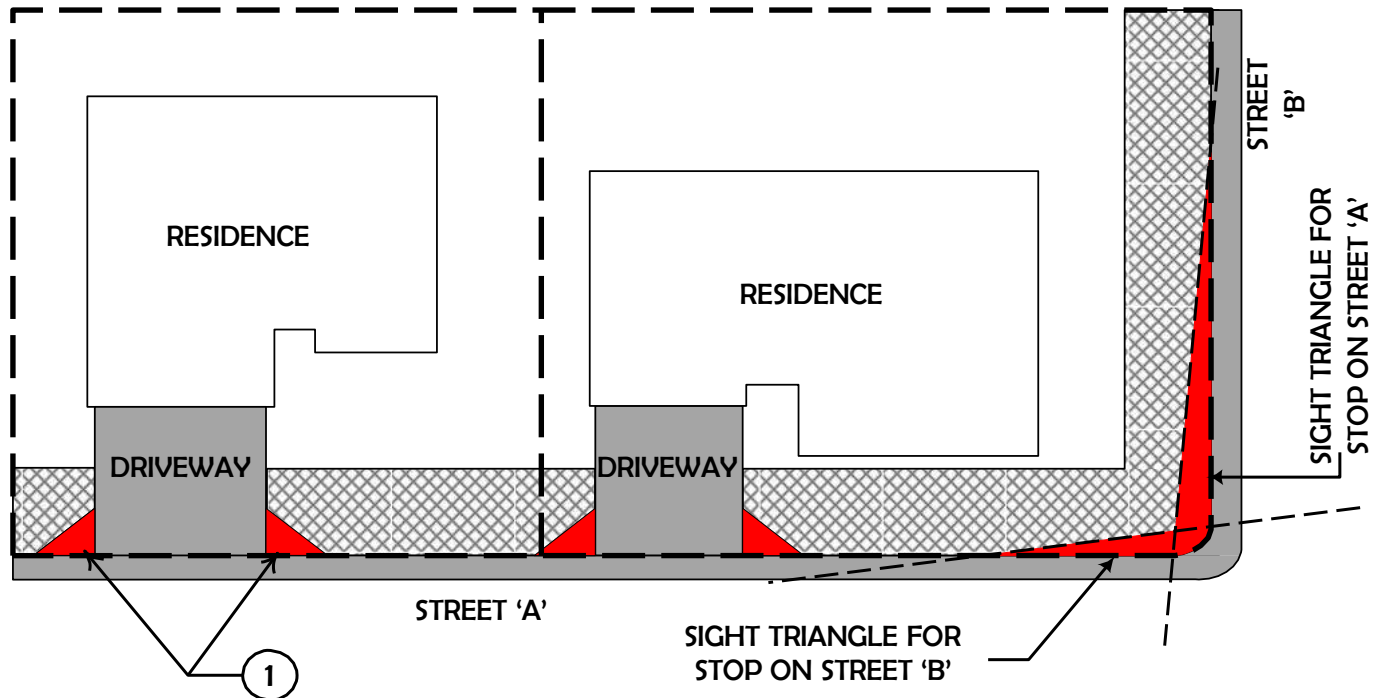 STREET
‘B’
RESIDENCE
RESIDENCE
SIGHT TRIANGLE FOR
STOP ON STREET ‘A’
DRIVEWAY
DRIVEWAY
STREET ‘A’
SIGHT TRIANGLE FOR
STOP ON STREET ‘B’
1